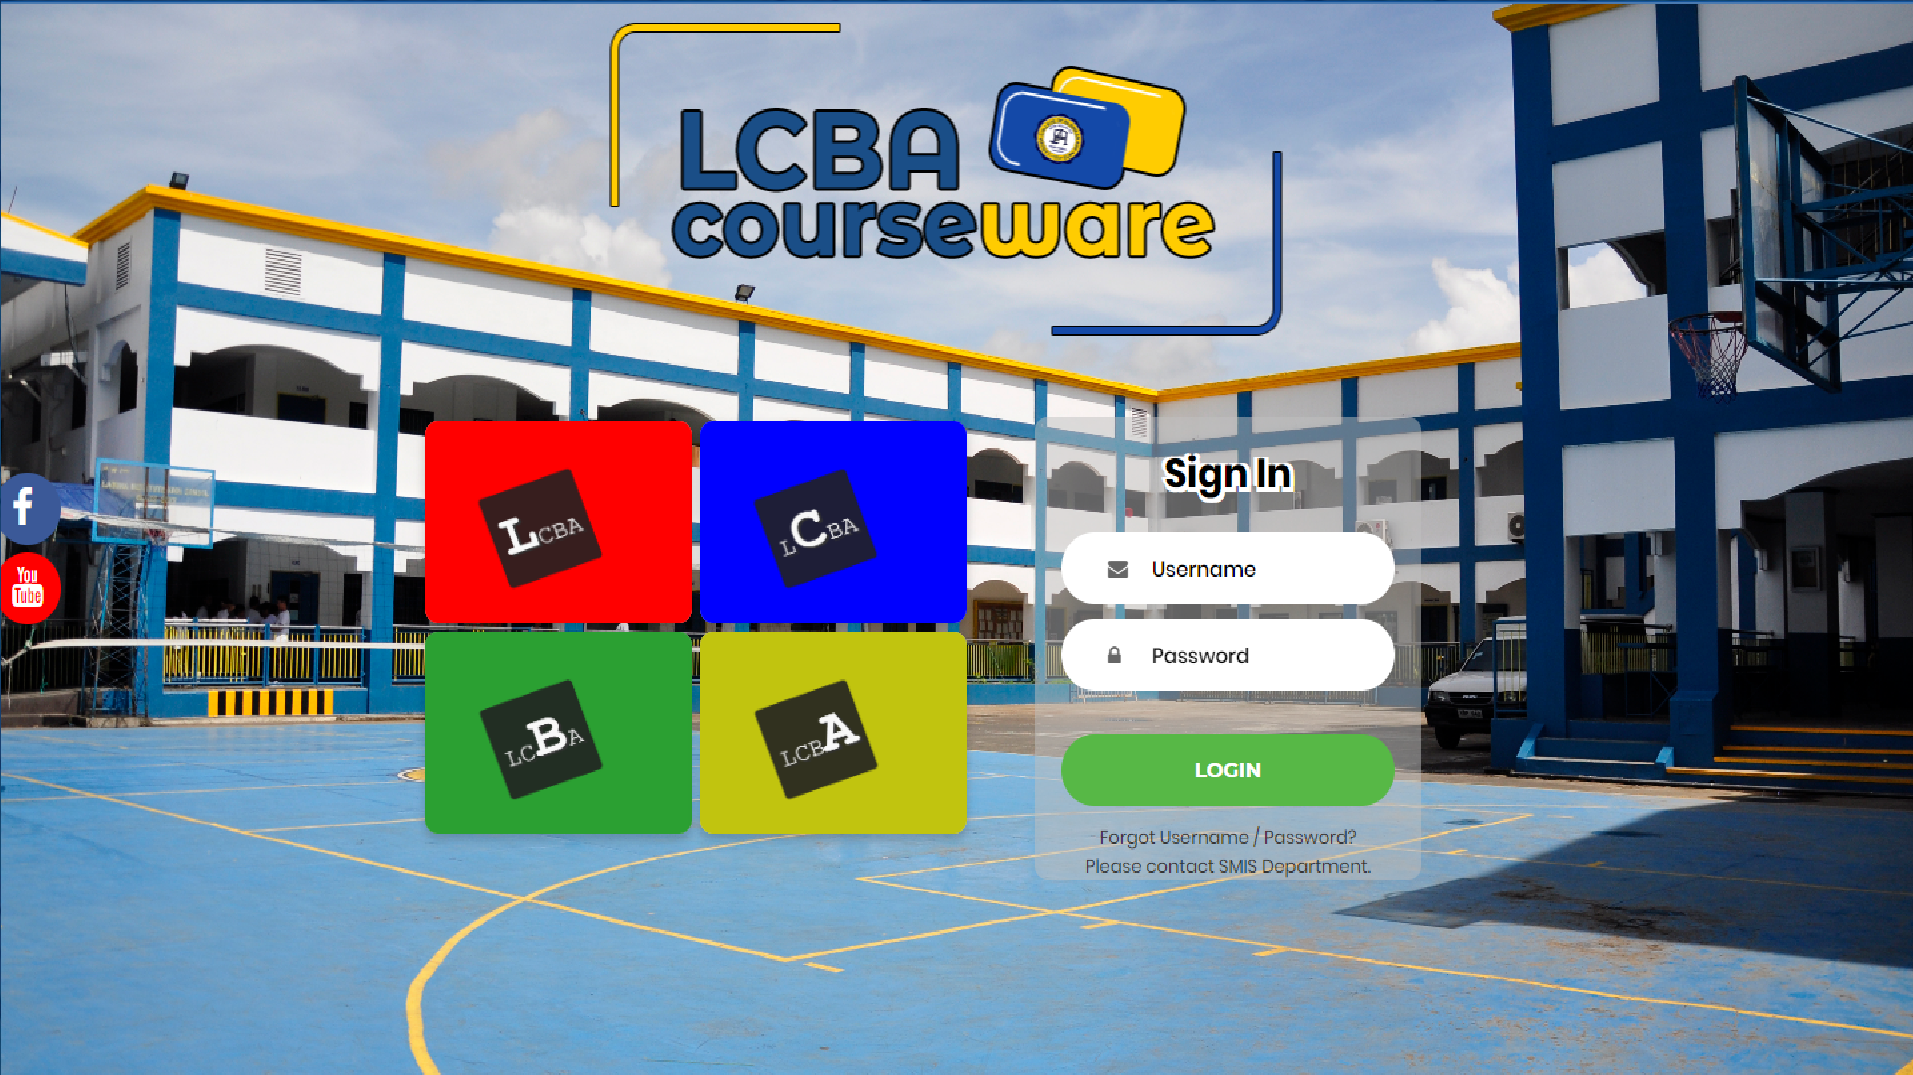 LCBA
courseware
LCBA
LCBA
LCBA
LCBA
f
You
Tube
Sign In
Username
Password
LOGIN
Forgot Username / Password?
Please contact SMIS Department.